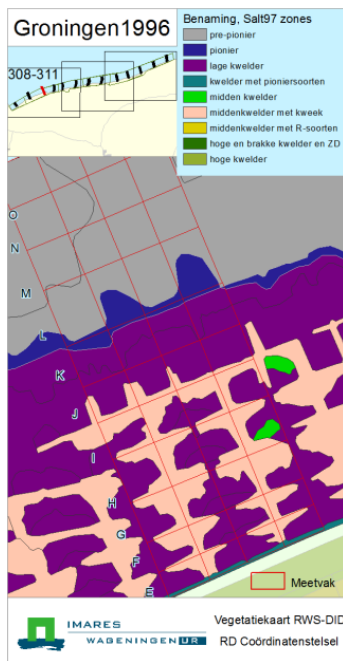 Groningen 1996
308-311
Benaming, Salt97 zones
pre-pionier
pionier
lage kwelder
kwelder met pioniersoorten
midden kwelder
middenkwelder met kweek
middenkwelder met R-soorten
hoge en brakke kwelder en ZD
hoge kwelder
O
N
M
L
K
J
I
H
G
F
E
Meetvak
IMARES
WAGENINGEN UR
Vegetatiekaart RWS-DID
RD Coördinatenstelsel